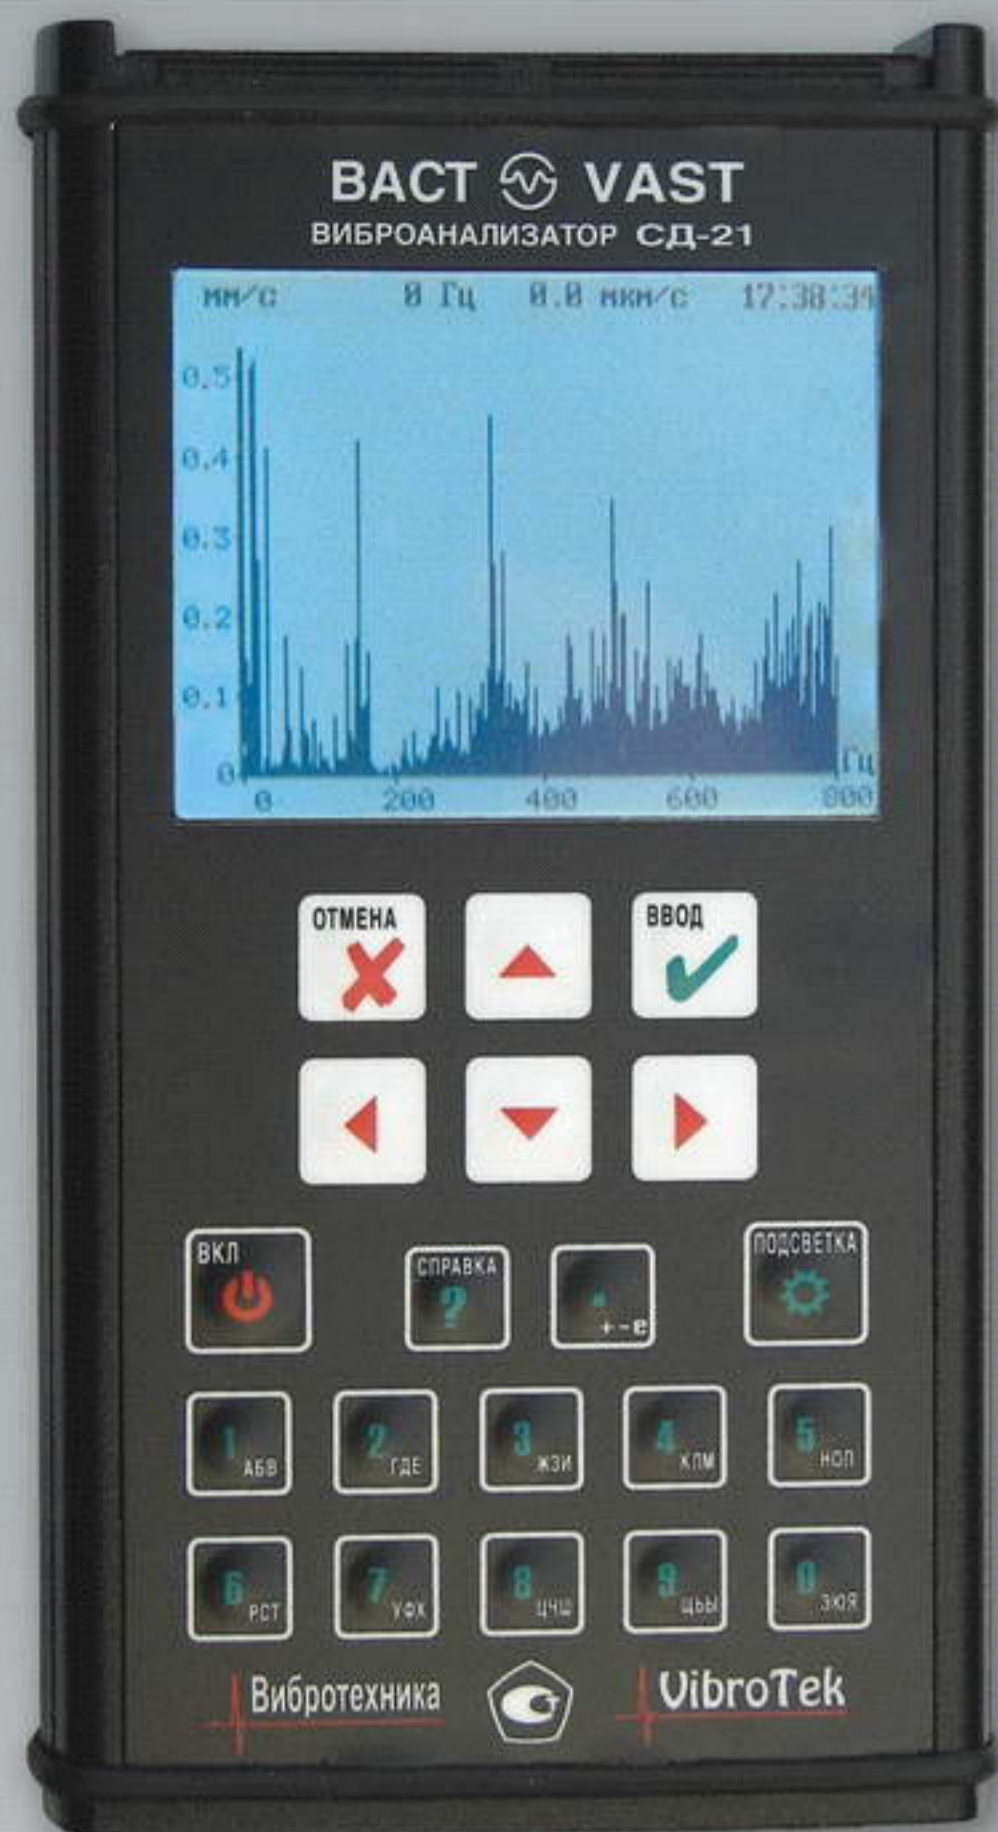 ВАСТ VAST
ВИБРОАНАЛИЗАТОР СД-21
мм/с 0 Гц 0.0 мкм/с 17:38:34
0.5
0.4
0.3
0.2
0.1
0 Гц
0 200 400 600 800
ОТМЕНА ВВОД
ВКЛ СПРАВКА ? . +-e ПОДСВЕТКА
1 АБВ 2 ГДЕ 3 ЖЗИ 4 КЛМ 5 НОП
6 РСТ 7 УФХ 8 ЦЧШ 9 ЩЬЫ 0 ЭЮЯ
Вибротехника VibroTek